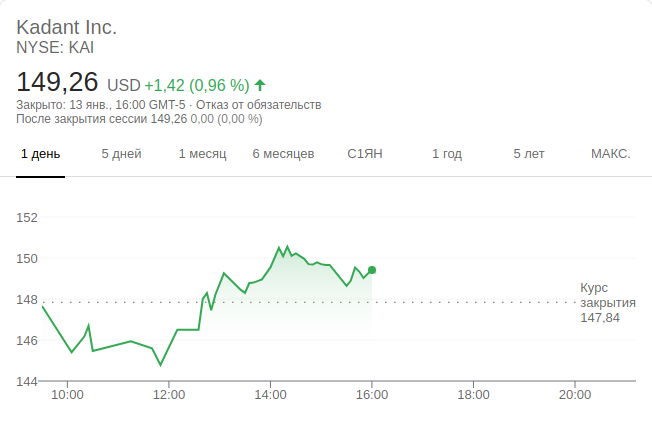 Kadant Inc.
NYSE: KAI
149,26 USD +1,42 (0,96 %)
Закрыто: 13 янв., 16:00 GMT-5 · Отказ от обязательств
После закрытия сессии 149,26 0,00 (0,00 %)
1 день 5 дней 1 месяц 6 месяцев С1ЯН 1 год 5 лет МАКС.
152
150
148
146
144
Курс
закрытия
147,84
10:00 12:00 14:00 16:00 18:00 20:00